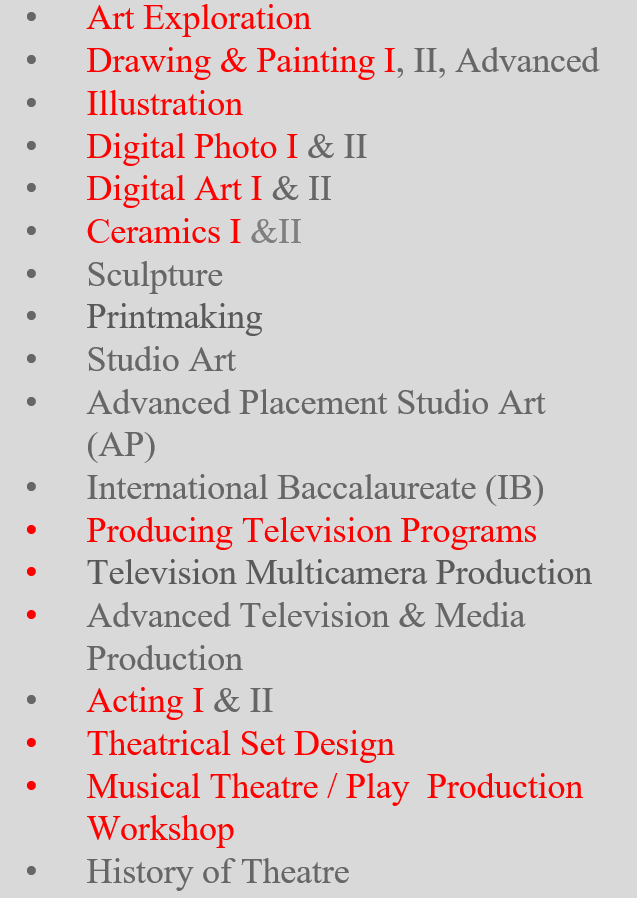 • Art Exploration
• Drawing & Painting I, II, Advanced
• Illustration
• Digital Photo I & II
• Digital Art I & II
• Ceramics I &II
• Sculpture
• Printmaking
• Studio Art
• Advanced Placement Studio Art
(AP)
• International Baccalaureate (IB)
• Producing Television Programs
• Television Multicamera Production
• Advanced Television & Media
Production
• Acting I & II
• Theatrical Set Design
• Musical Theatre / Play  Production
Workshop
• History of Theatre